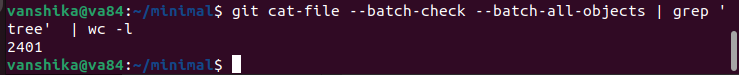 vanshika@va84:~/minimal$ git cat-file --batch-check --batch-all-objects | grep '
tree'  | wc -l
2401
vanshika@va84:~/minimal$